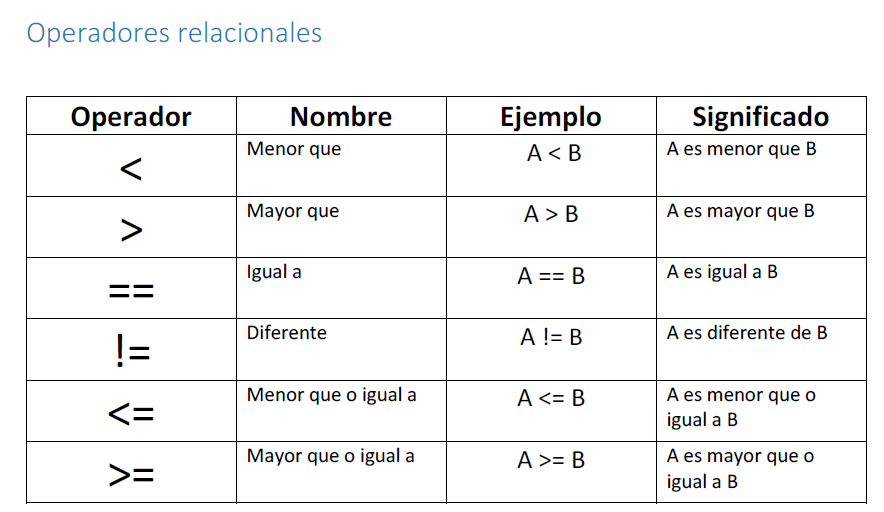 Operadores relacionales
Operador Nombre Ejemplo Significado
< Menor que A < B A es menor que B
> Mayor que A > B A es mayor que B
== Igual a A == B A es igual a B
!= Diferente A != B A es diferente de B
<= Menor que o igual a A <= B A es menor que o
igual a B
>= Mayor que o igual a A >= B A es mayor que o
igual a B